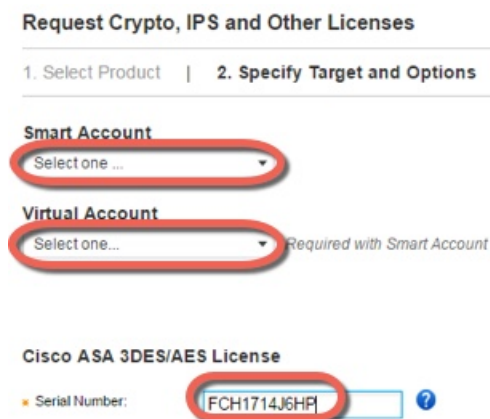 Request Crypto, IPS and Other Licenses
1. Select Product | 2. Specify Target and Options
Smart Account
Select one ...
Virtual Account
Select one... Required with Smart Account
Cisco ASA 3DES/AES License
Serial Number: FCH1714J6HP ?